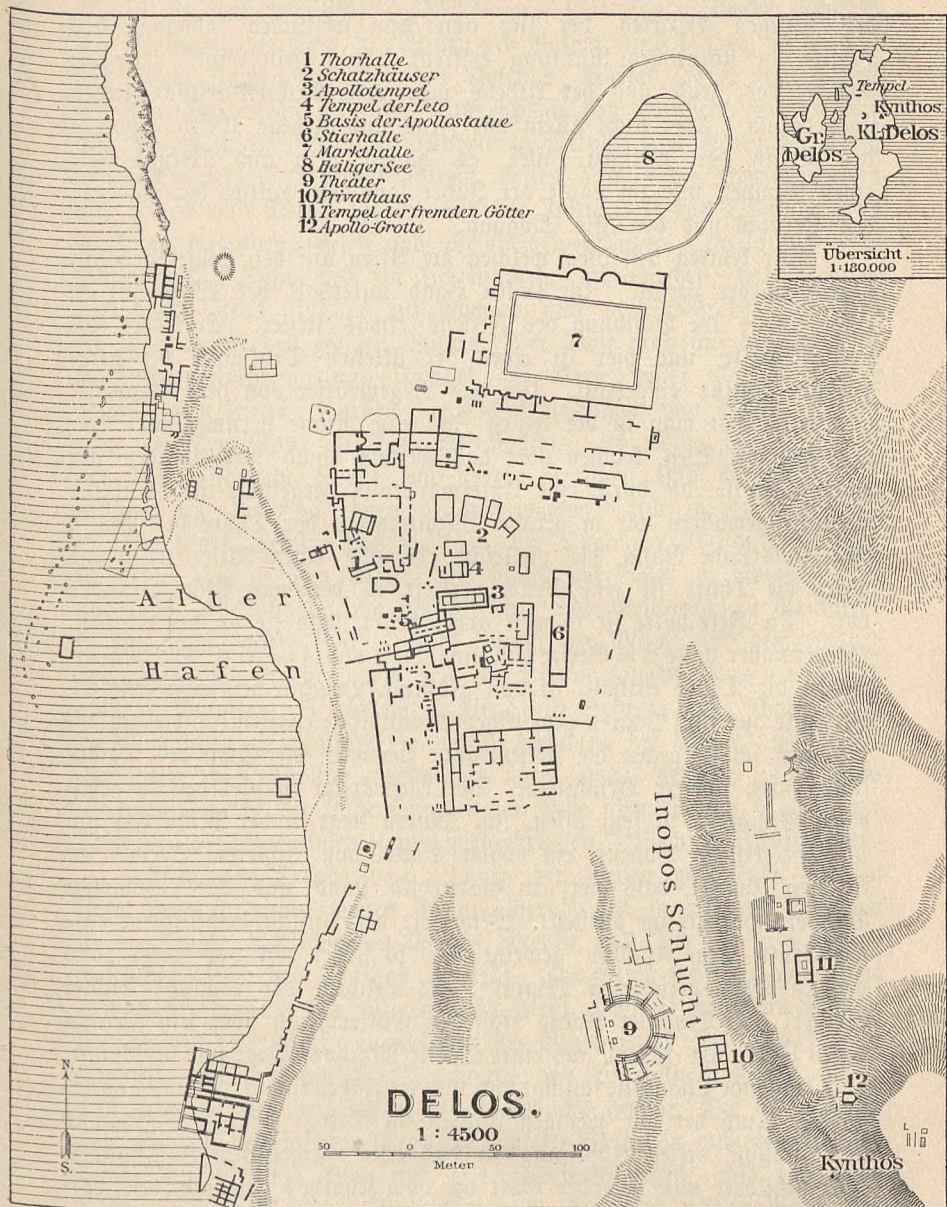 1 Thorhalle
2 Schatzhäuser
3 Apollotempel
4 Tempel der Leto
5 Basis der Apollostatue
6 Stierhalle
7 Markthalle
8 Heiliger See
9 Theater
10 Privathaus
11 Tempel der fremden Götter
12 Apollo-Grotte
Tempel
Kynthos
Gr. Delos
Kl. Delos
Übersicht.
1:130.000
8
7
2
1
4
3
5
6
Alter
Hafen
Inopos Schlucht
11
9
10
12
Kynthos
N.
S.
DELOS.
1 : 4500
50 0 50 100
Meter